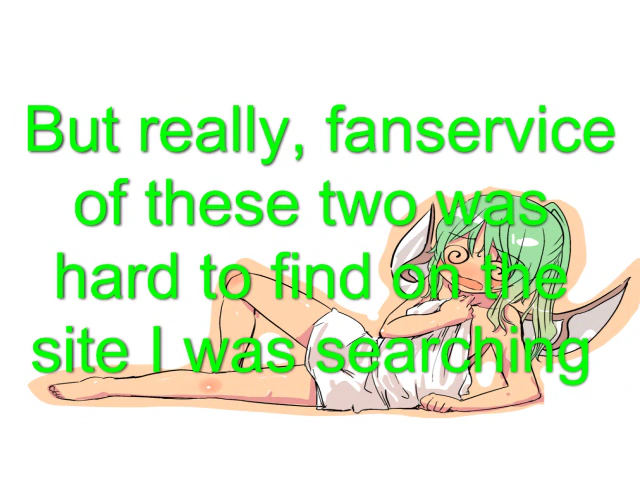 But really, fanservice
of these two was
hard to find on the
site I was searching